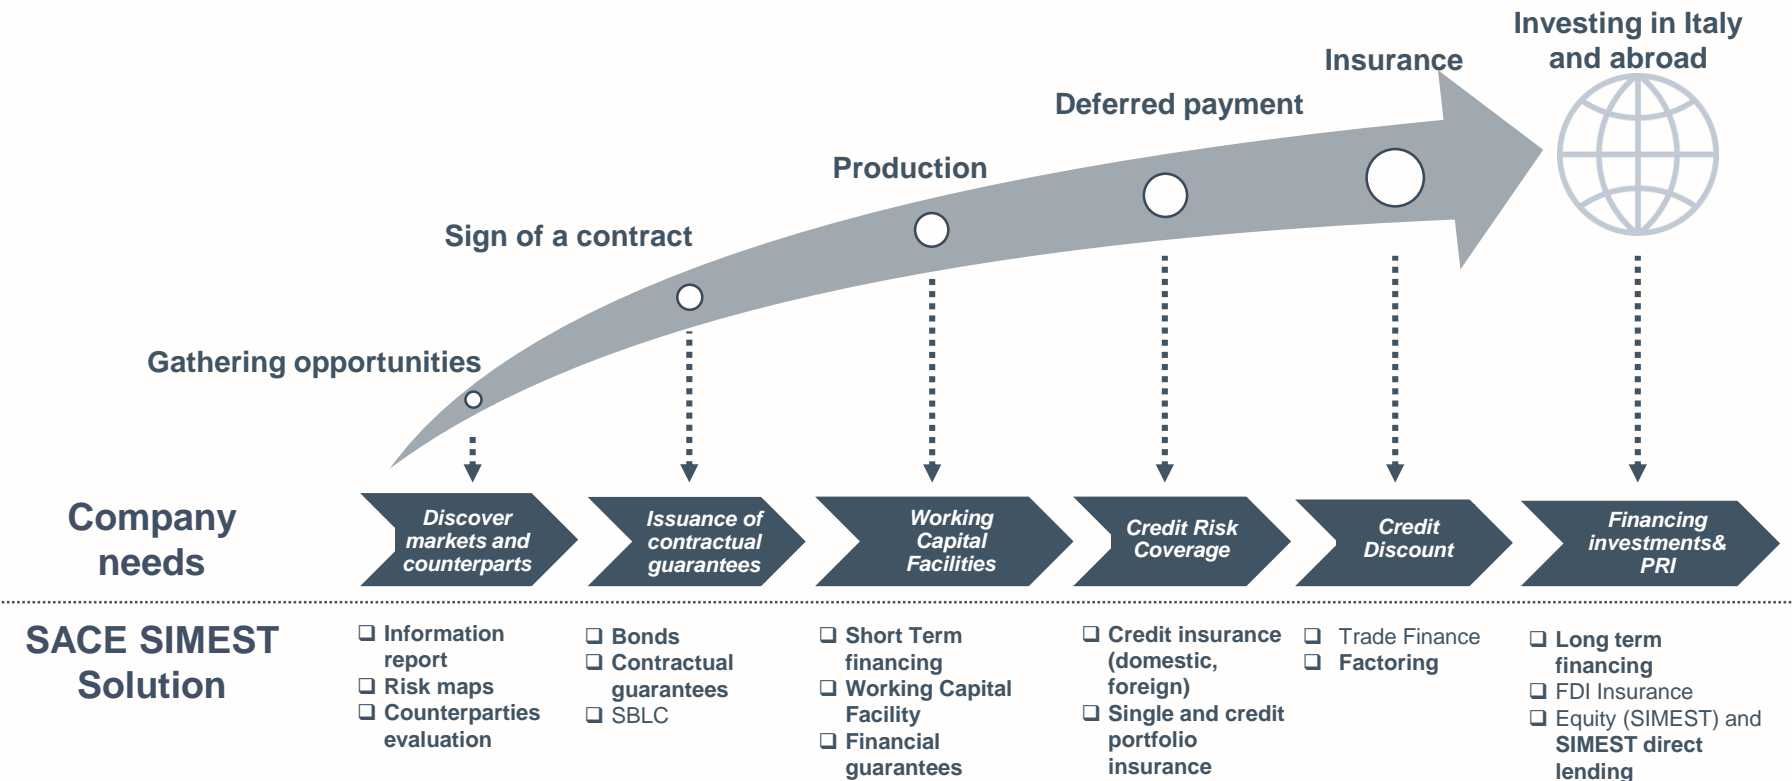 Investing in Italy
and abroad
Insurance
Deferred payment
Production
Sign of a contract
Gathering opportunities
Company
needs
Discover
markets and
counterparts
Issuance of
contractual
guarantees
Working
Capital
Facilities
Credit Risk
Coverage
Credit
Discount
Financing
investments&
PRI
SACE SIMEST
Solution
Information
report
Risk maps
Counterparties
evaluation
Bonds
Contractual
guarantees
SBLC
Short Term
financing
Working Capital
Facility
Financial
guarantees
Credit insurance
(domestic,
foreign)
Single and credit
portfolio
insurance
Trade Finance
Factoring
Long term
financing
FDI Insurance
Equity (SIMEST) and
SIMEST direct
lending